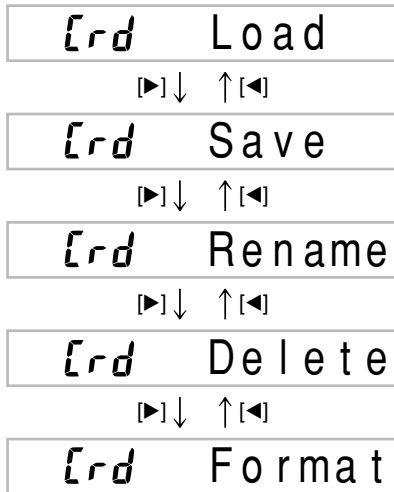 Crd Load
[▶]↓ ↑[◀]
Crd Save
[▶]↓ ↑[◀]
Crd Rename
[▶]↓ ↑[◀]
Crd Delete
[▶]↓ ↑[◀]
Crd Format